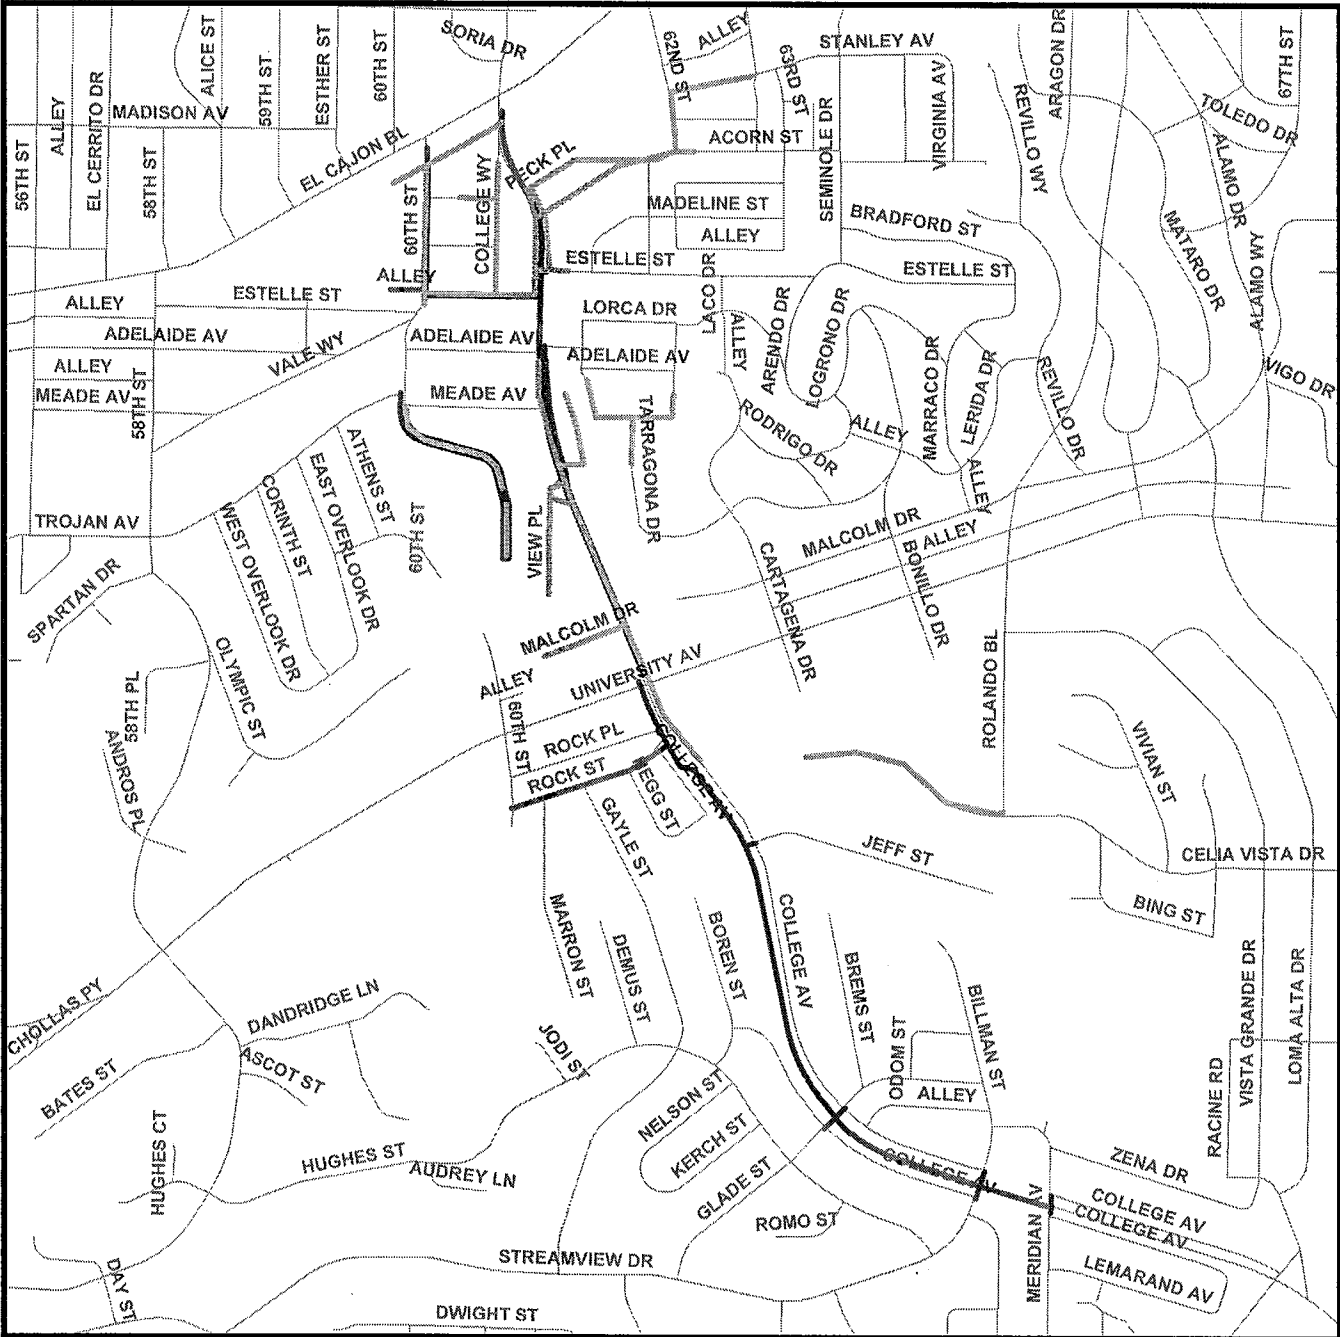 SORIA DR
ALLEY
STANLEY AV
ALICE ST
59TH ST
ESTHER ST
60TH ST
62ND ST
63RD ST
VIRGINIA AV
ARAGON DR
67TH ST
ALLEY
EL CERRITO DR
MADISON AV
TOLEDO DR
EL CAJON BL
PECK PL
ACORN ST
SEMINOLE DR
REVILLO WY
ALAMO DR
56TH ST
58TH ST
60TH ST
COLLEGE WY
MADELINE ST
ALLEY
BRADFORD ST
MATARO DR
ALAMO WY
ALLEY
ESTELLE ST
ESTELLE ST
ALLEY
ESTELLE ST
LORCA DR
LACO DR
ALLEY
ARENDO DR
LOGRONO DR
ADELAIDE AV
VALE WY
ADELAIDE AV
ADELAIDE AV
MARRACO DR
LERIDA DR
REVILLO DR
VIGO DR
ALLEY
MEADE AV
58TH ST
MEADE AV
TARRAGONA DR
RODRIGO DR
ALLEY
ALLEY
ATHENS ST
EAST OVERLOOK DR
CORINTH ST
WEST OVERLOOK DR
TROJAN AV
60TH ST
VIEW PL
MALCOLM DR
ALLEY
CARTAGENA DR
BONILLO DR
SPARTAN DR
OLYMPIC ST
MALCOLM DR
ALLEY
UNIVERSITY AV
ROLANDO BL
58TH PL
ANDROS PL
60TH ST
ROCK PL
ROCK ST
COLLEGE AV
EGG ST
GAYLE ST
VIVIAN ST
JEFF ST
CELIA VISTA DR
BING ST
MARRON ST
DEMUS ST
BOREN ST
COLLEGE AV
BREMS ST
BILLMAN ST
VISTA GRANDE DR
LOMA ALTA DR
CHOLLAS PY
DANDRIDGE LN
ASCOT ST
JODI ST
ODOM ST
ALLEY
BATES ST
NELSON ST
RACINE RD
HUGHES CT
HUGHES ST
AUDREY LN
KERCH ST
GLADE ST
COLLEGE AV
ZENA DR
ROMO ST
MERIDIAN AV
COLLEGE AV
COLLEGE AV
STREAMVIEW DR
DAY ST
LEMARAND AV
DWIGHT ST